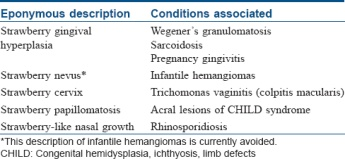 Eponymous description Conditions associated
Strawberry gingival Wegener's granulomatosis
hyperplasia Sarcoidosis
Pregnancy gingivitis
Strawberry nevus* Infantile hemangiomas
Strawberry cervix Trichomonas vaginitis (colpitis macularis)
Strawberry papillomatosis Acral lesions of CHILD syndrome
Strawberry-like nasal growth Rhinosporidiosis
*This description of infantile hemangiomas is currently avoided.
CHILD: Congenital hemidysplasia, ichthyosis, limb defects